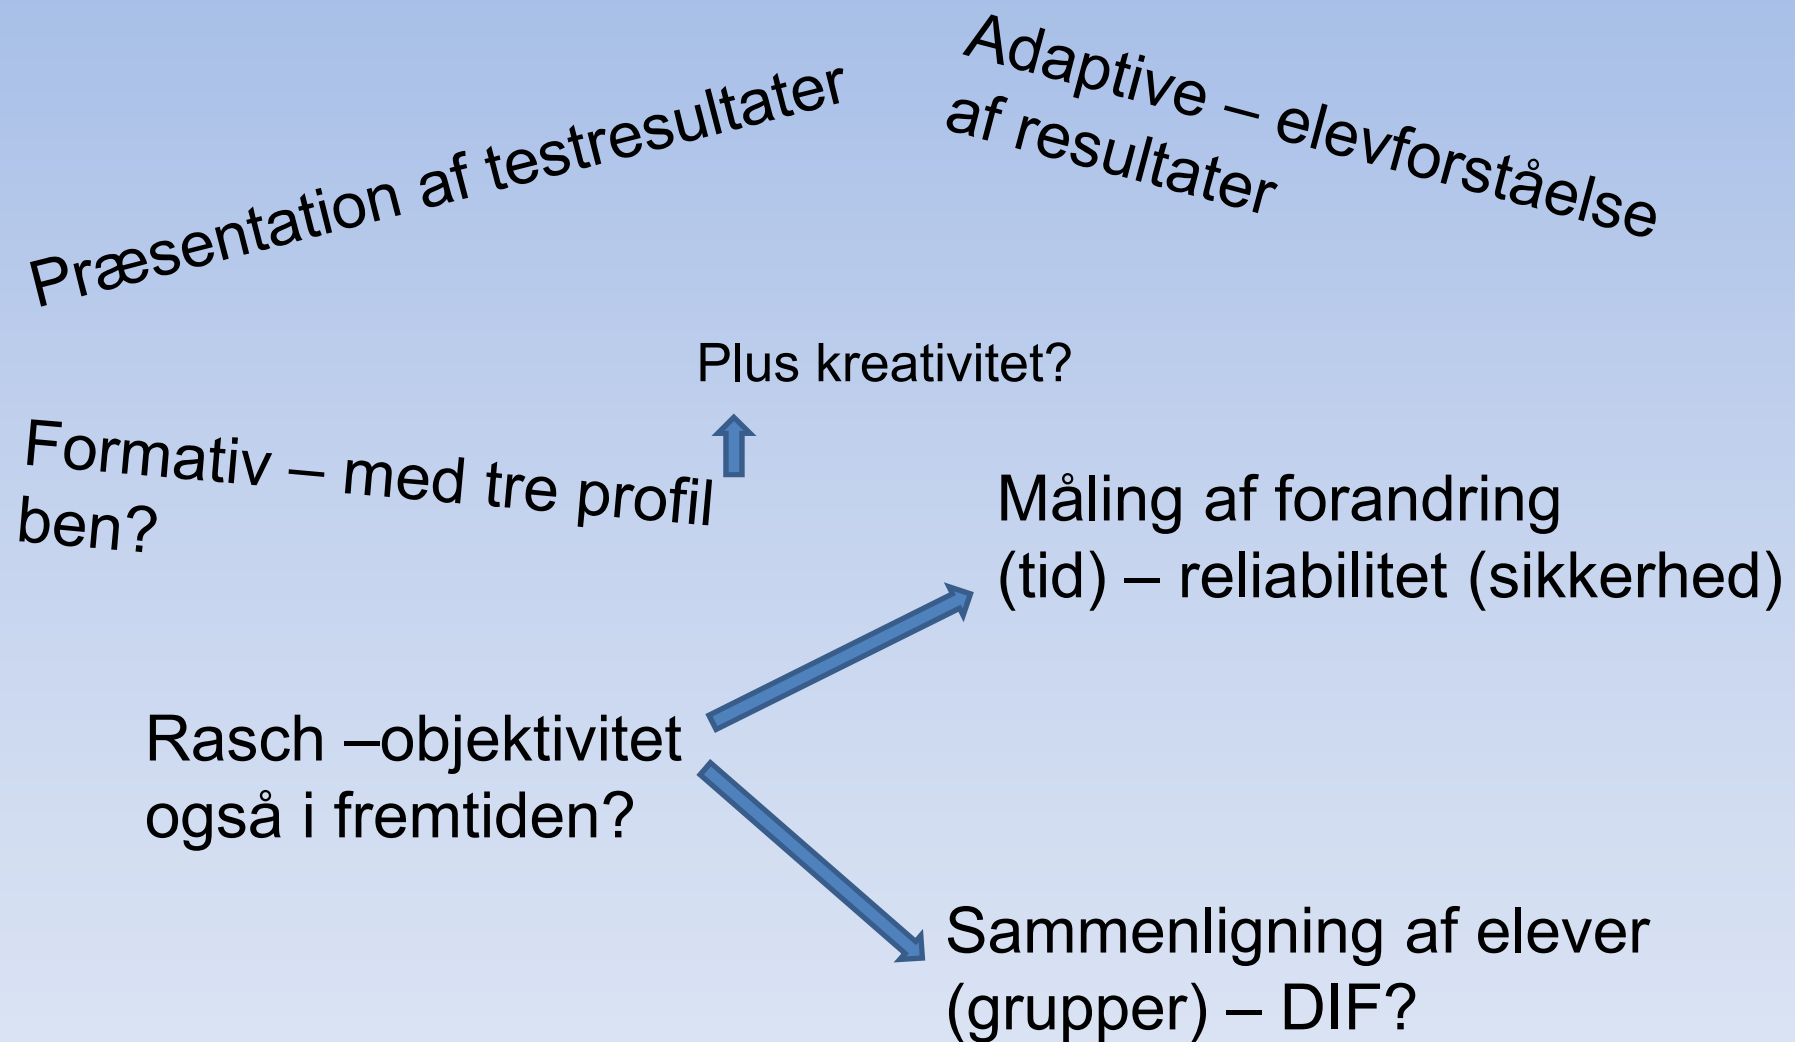 Præsentation af testresultater
Adaptive – elevforståelse
af resultater
Plus kreativitet?
Formativ – med tre profil
ben?
Måling af forandring
(tid) – reliabilitet (sikkerhed)
Rasch –objektivitet
også i fremtiden?
Sammenligning af elever
(grupper) – DIF?